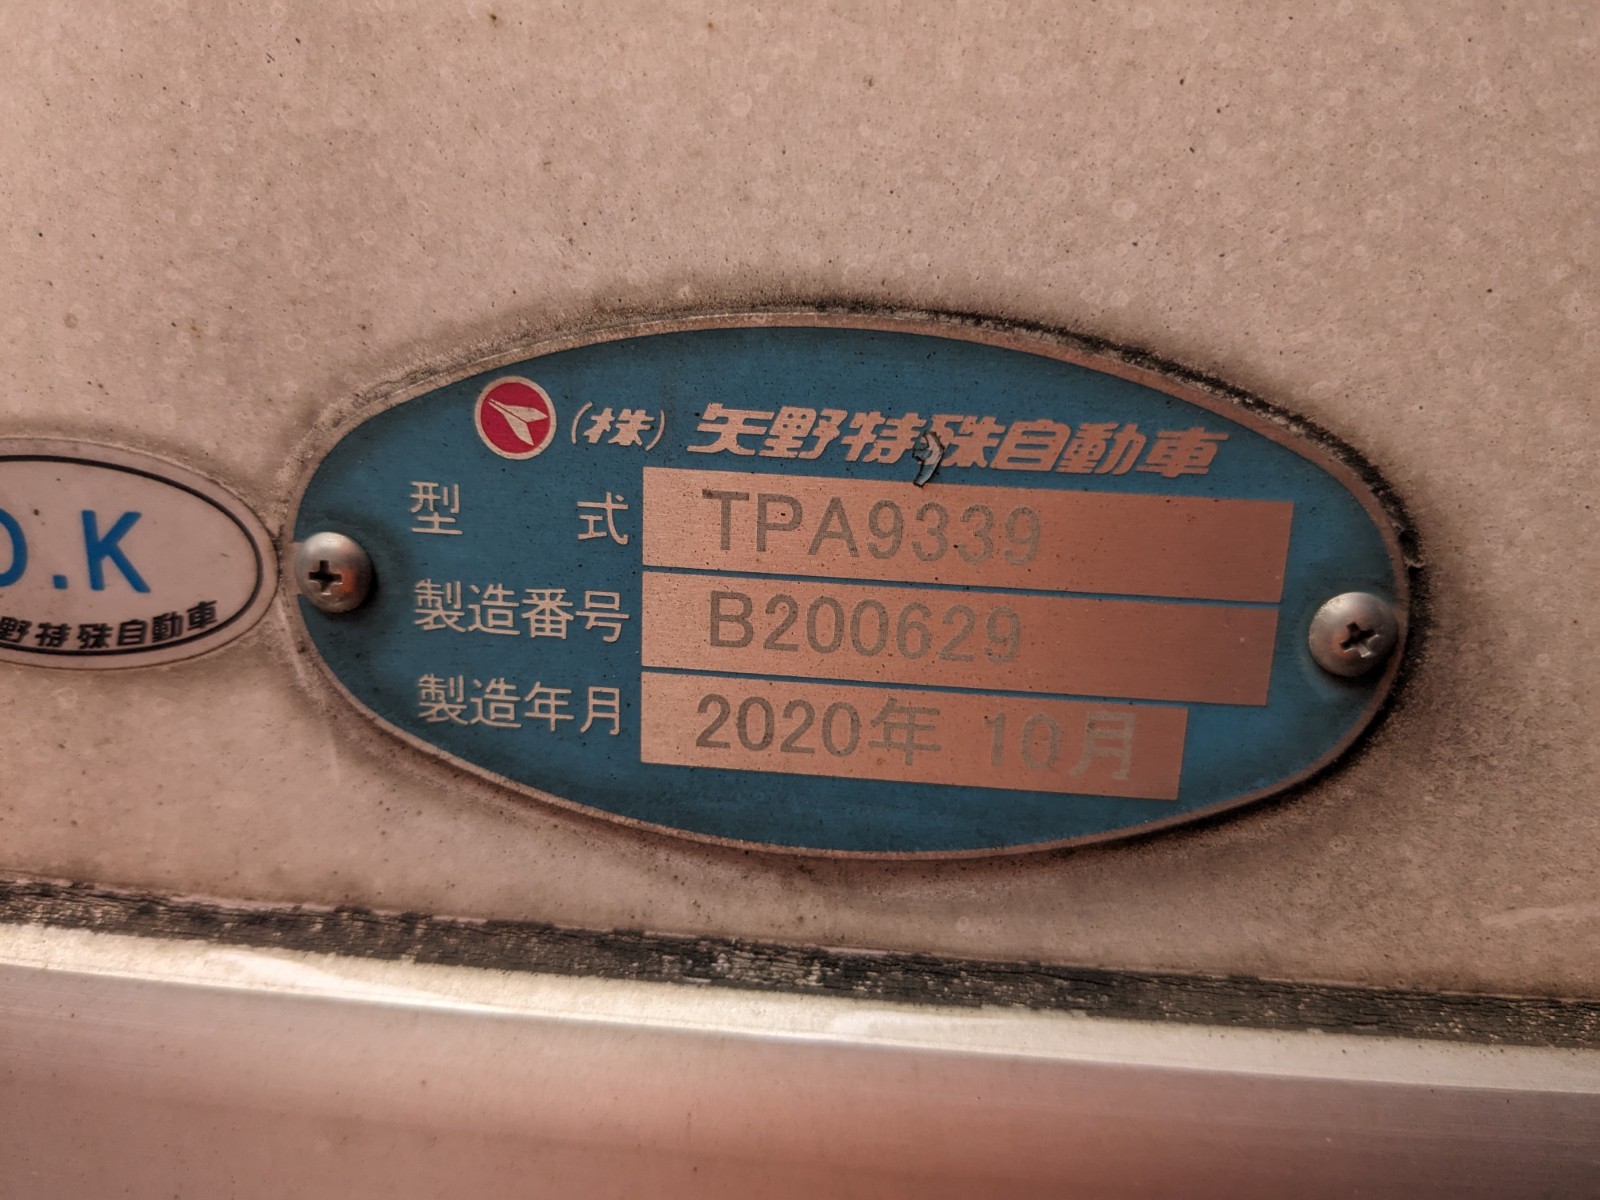 (株) 矢野特殊自動車
型式 TPA9339
製造番号 B200629
製造年月 2020年 10月
.K
野特殊自動車